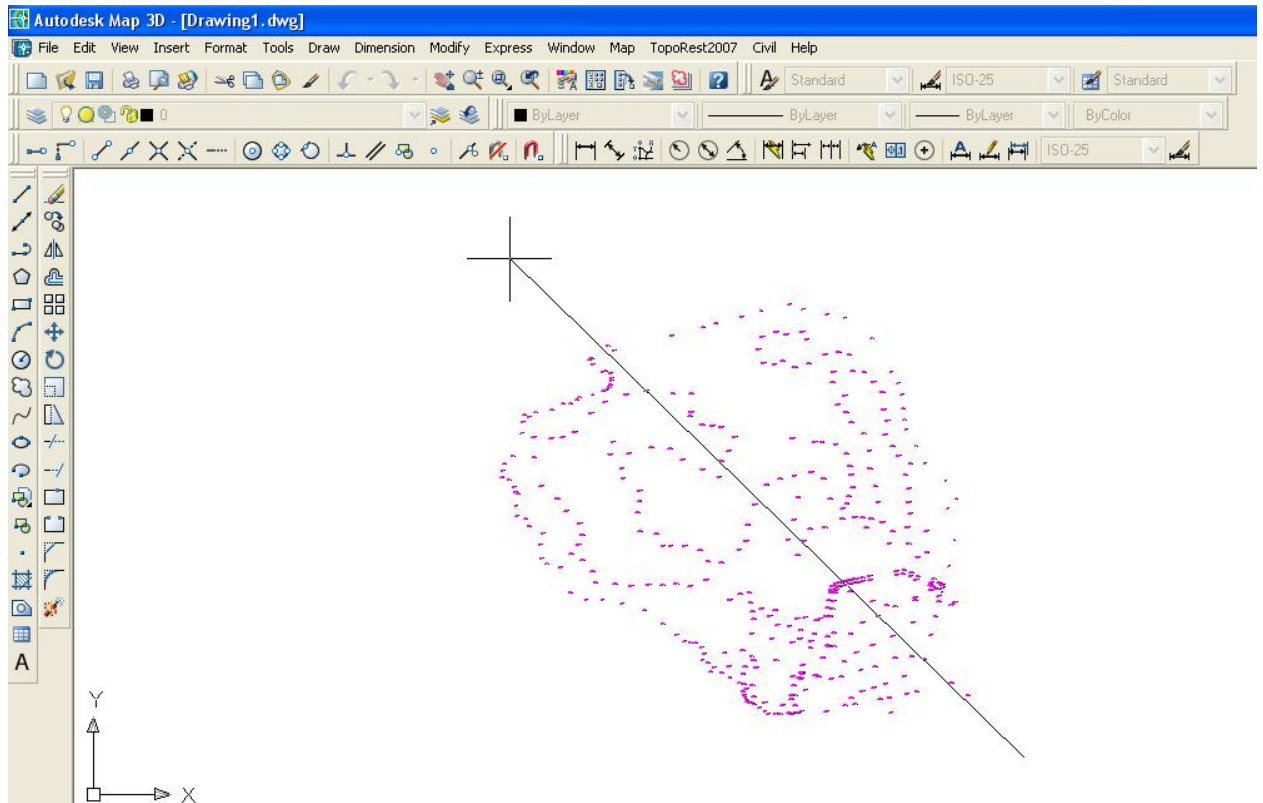 Autodesk Map 3D - [Drawing1.dwg]
File Edit View Insert Format Tools Draw Dimension Modify Express Window Map TopoRest2007 Civil Help
Standard ISO-25 Standard
0 ByLayer ByLayer ByLayer ByColor
ISO-25
A
Y
X